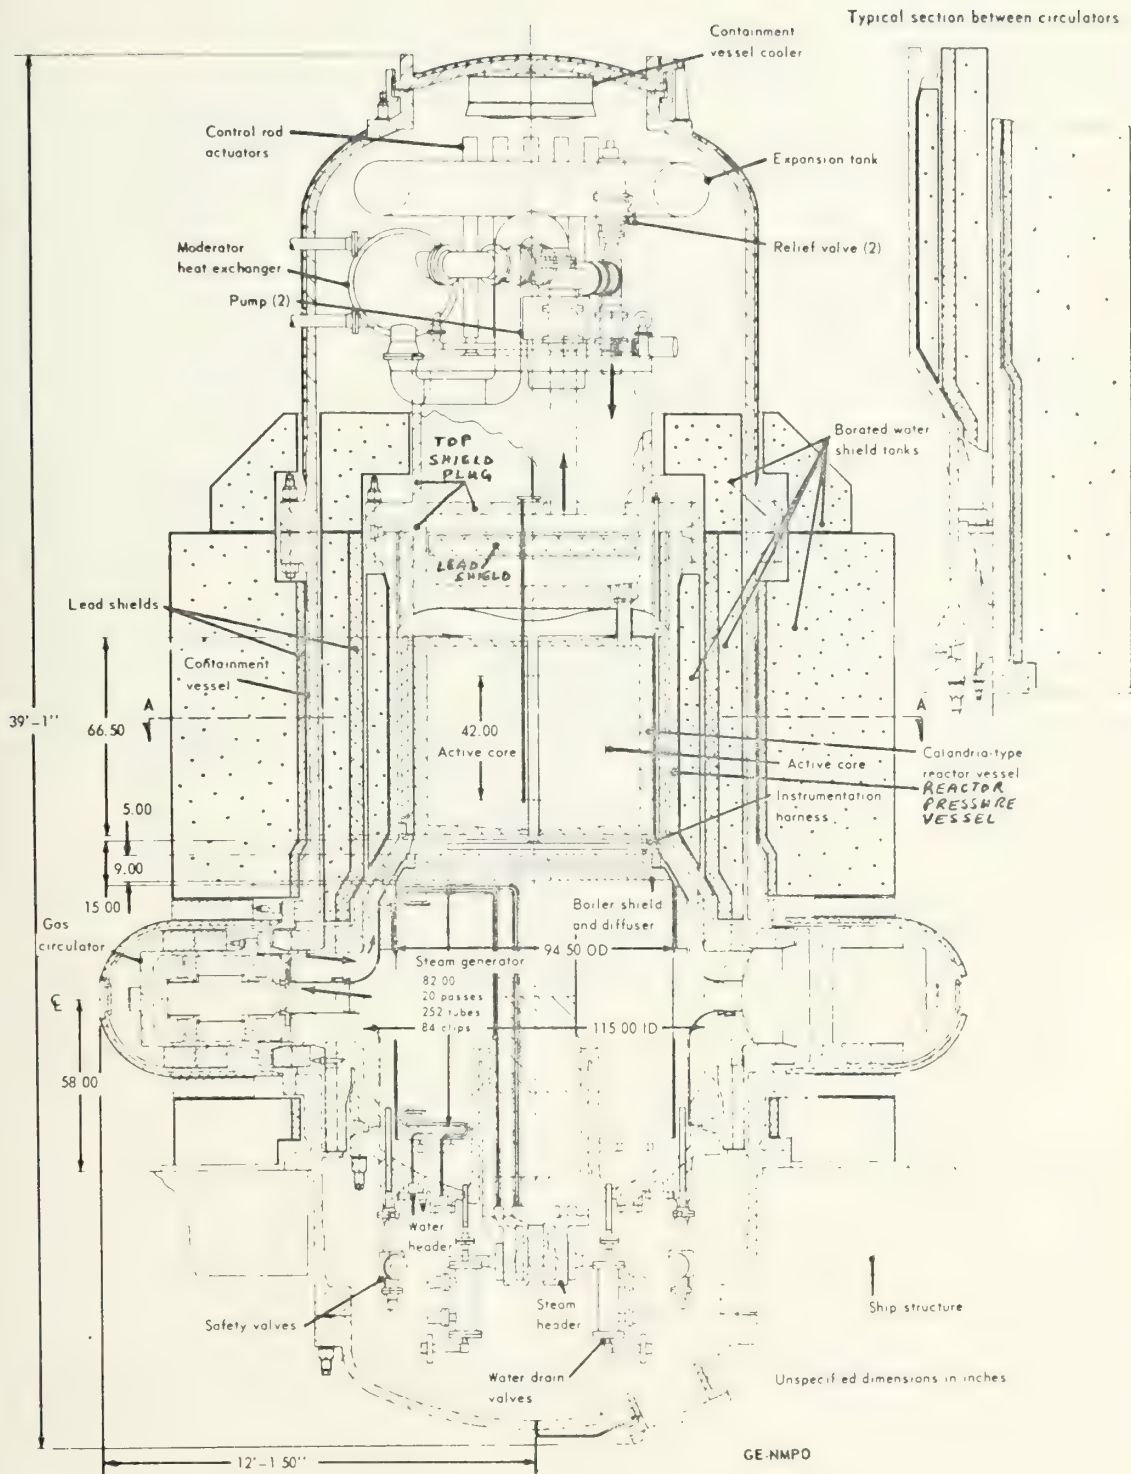 Typical section between circulators
Containment
vessel cooler
Control rod
actuators
Expansion tank
Moderator
heat exchanger
Relief valve (2)
Pump (2)
Borated water
shield tanks
TOP
SHIELD
PLUG
LEAD
SHIELD
Lead shields
Containment
vessel
A
A
39'-1"
66.50
42.00
Active core
Active core
Calandria-type
reactor vessel
REACTOR
PRESSURE
VESSEL
Instrumentation
harness
5.00
9.00
15 00
Boiler shield
and diffuser
Gas
circulator
94 50 OD
Steam generator
82.00
20 passes
252 tubes
84 clips
115 00 ID
℄
58 00
Water
header
Steam
header
Ship structure
Safety valves
Water drain
valves
Unspecified dimensions in inches
GE-NMPO
12'-1 50"